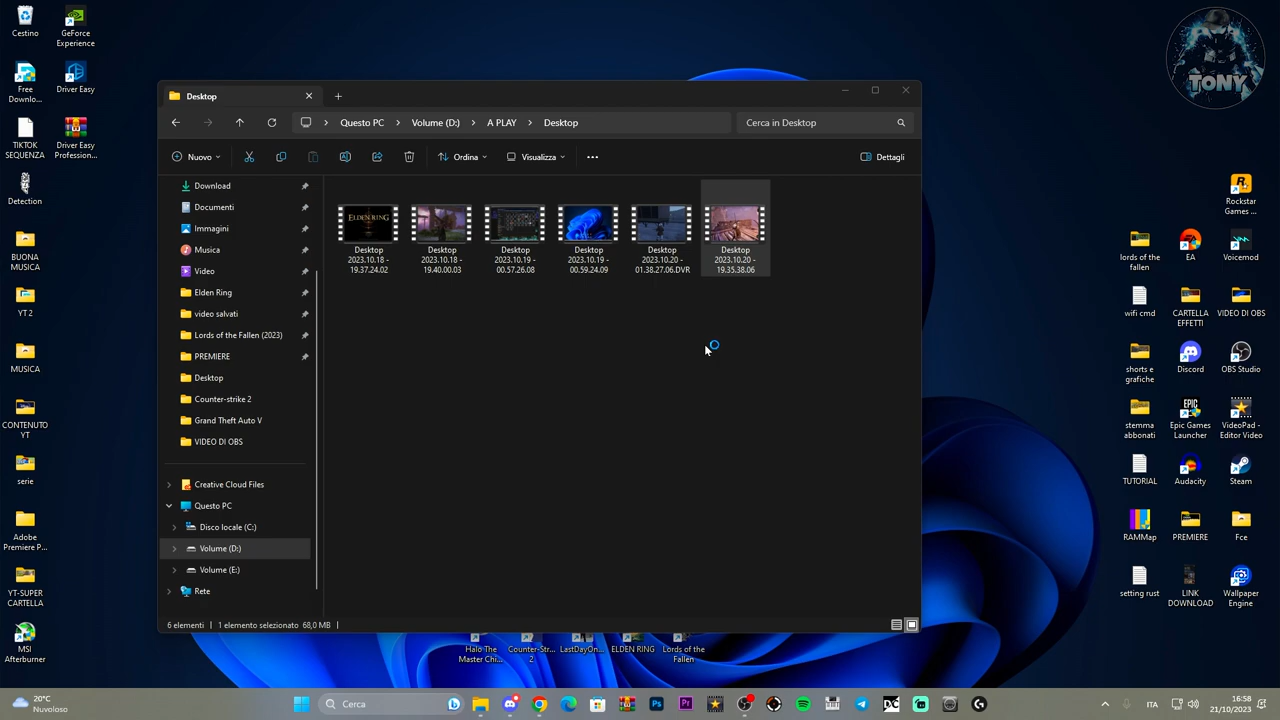 Cestino
GeForce
Experience
Free
Downlo...
Driver Easy
TIKTOK
SEQUENZA
Driver Easy
Profession...
Detection
BUONA
MUSICA
YT 2
MUSICA
CONTENUTO
YT
serie
Adobe
Premiere P...
YT-SUPER
CARTELLA
MSI
Afterburner
Desktop
Questo PC
Volume (D:)
A PLAY
Desktop
Cerca in Desktop
Nuovo
Ordina
Visualizza
Dettagli
Download
Documenti
Immagini
Musica
Video
Elden Ring
video salvati
Lords of the Fallen (2023)
PREMIERE
Desktop
Counter-strike 2
Grand Theft Auto V
VIDEO DI OBS
Creative Cloud Files
Questo PC
Disco locale (C:)
Volume (D:)
Volume (E:)
Rete
ELDEN RING
Desktop
2023.10.18 -
19.37.24.02
Desktop
2023.10.18 -
19.40.00.03
Desktop
2023.10.19 -
00.57.26.08
Desktop
2023.10.19 -
00.59.24.09
Desktop
2023.10.20 -
01.38.27.06.DVR
Desktop
2023.10.20 -
19.35.38.06
6 elementi
1 elemento selezionato 68,0 MB
TONY
Rockstar
Games ...
lords of the
fallen
EA
Voicemod
wifi cmd
CARTELLA
EFFETTI
VIDEO DI OBS
shorts e
grafiche
Discord
OBS Studio
stemma
abbonati
Epic Games
Launcher
VideoPad -
Editor Video
TUTORIAL
Audacity
Steam
RAMMap
PREMIERE
Fce
setting rust
LINK
DOWNLOAD
Wallpaper
Engine
Halo The
Master Chi...
Counter-Str...
2
LastDayOn...
ELDEN RING
Lords of the
Fallen
20°C
Nuvoloso
Cerca
ITA
16:58
21/10/2023